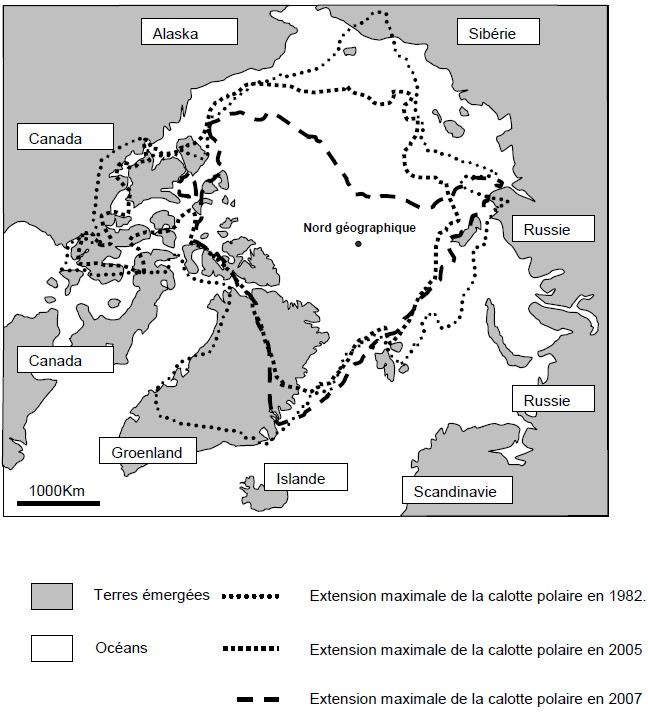 Alaska
Sibérie
Canada
Nord géographique
Russie
Canada
Russie
Groenland
Islande
Scandinavie
1000Km
Terres émergées
Extension maximale de la calotte polaire en 1982.
Océans
Extension maximale de la calotte polaire en 2005
Extension maximale de la calotte polaire en 2007